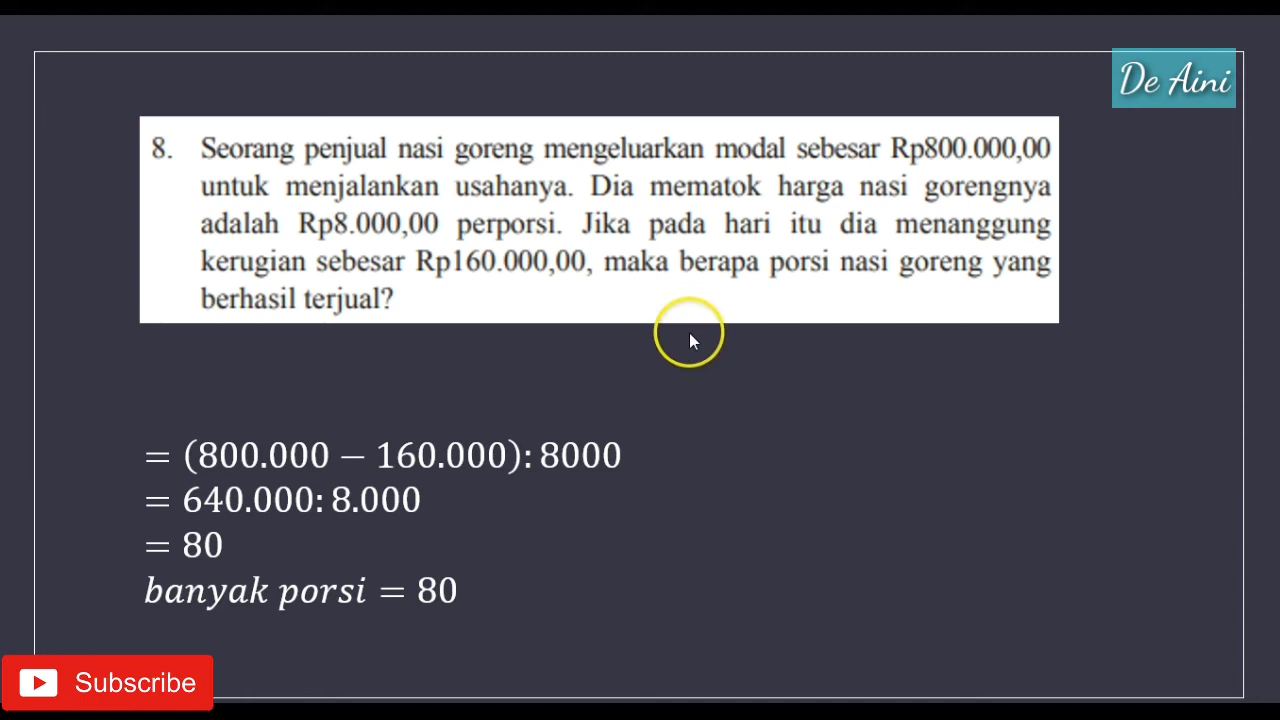 De Aini
8. Seorang penjual nasi goreng mengeluarkan modal sebesar Rp800.000,00
untuk menjalankan usahanya. Dia mematok harga nasi gorengnya
adalah Rp8.000,00 perporsi. Jika pada hari itu dia menanggung
kerugian sebesar Rp160.000,00, maka berapa porsi nasi goreng yang
berhasil terjual?
= (800.000 − 160.000): 8000
= 640.000: 8.000
= 80
banyak porsi = 80
Subscribe